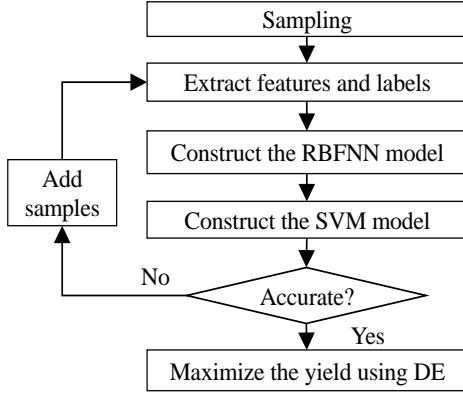 Sampling
Extract features and labels
Construct the RBFNN model
Add
samples
Construct the SVM model
No
Accurate?
Yes
Maximize the yield using DE